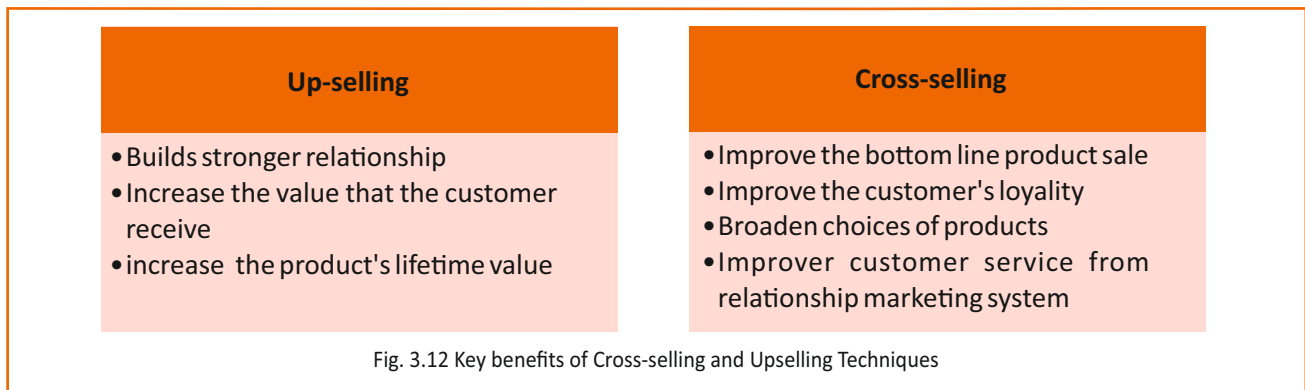 Up-selling
•Builds stronger relationship
•Increase the value that the customer
receive
•increase the product's lifetime value
Cross-selling
•Improve the bottom line product sale
•Improve the customer's loyality
•Broaden choices of products
•Improver customer service from
relationship marketing system
Fig. 3.12 Key benefits of Cross-selling and Upselling Techniques